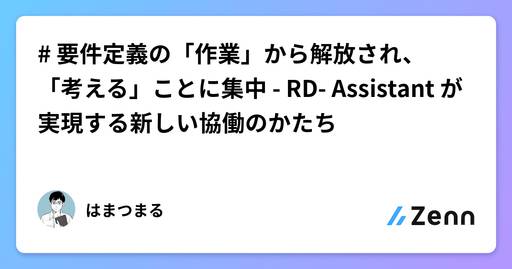 # 要件定義の「作業」から解放され、
「考える」ことに集中 - RD- Assistant が
実現する新しい協働のかたち
はまつまる
Zenn